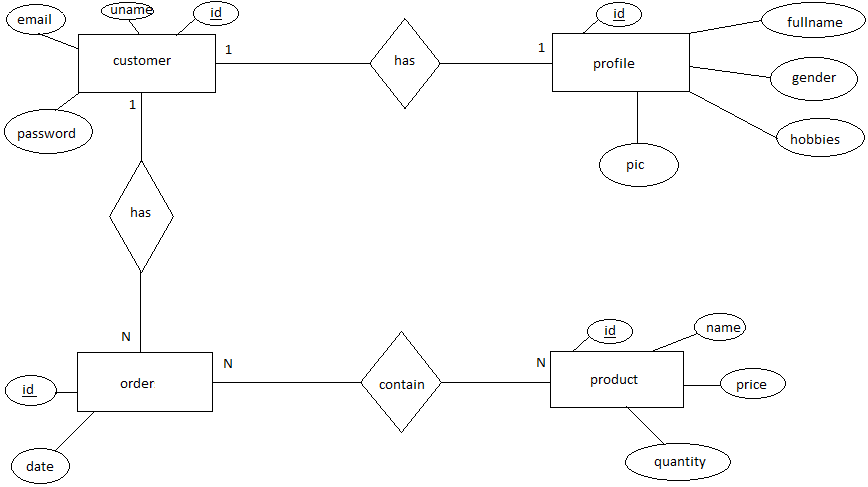 email
uname
id
id
fullname
customer
1
has
1
profile
gender
1
password
hobbies
pic
has
N
id
name
N
N
order
contain
product
price
id
date
quantity